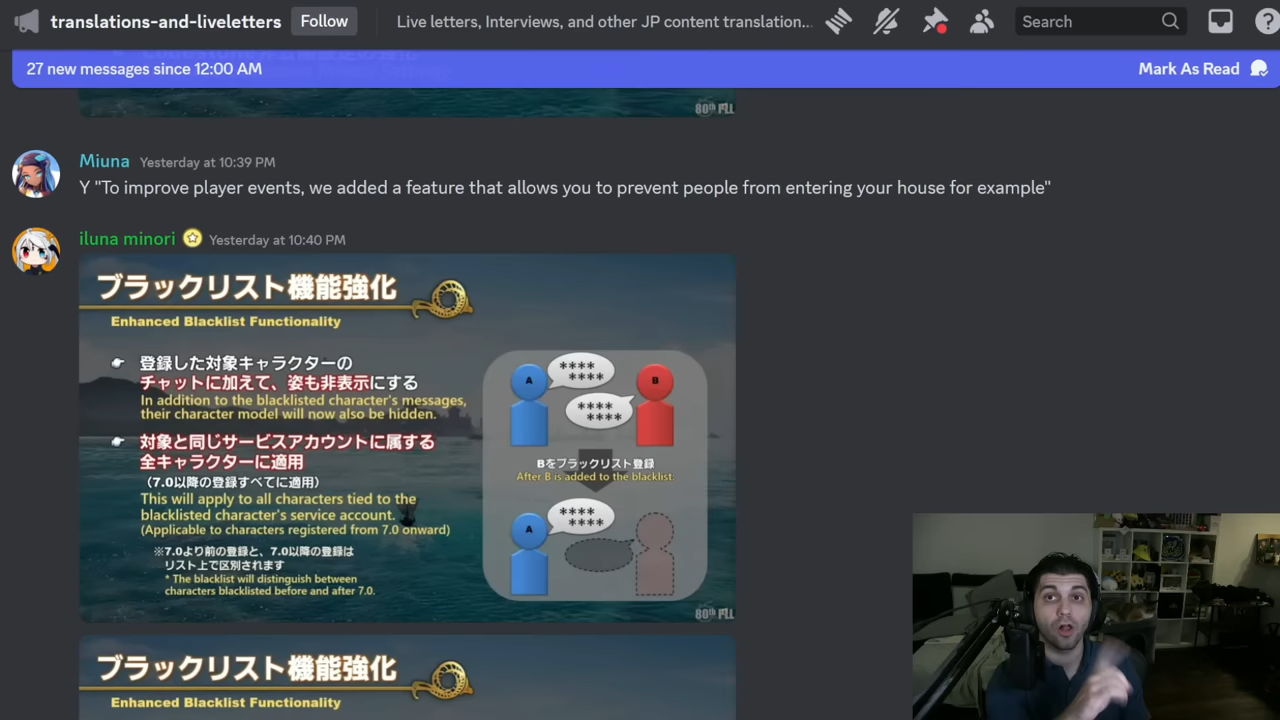 translations-and-liveletters
Follow
Live letters, Interviews, and other JP content translation...
Search
27 new messages since 12:00 AM
Mark As Read
80th PLL
Miuna Yesterday at 10:39 PM
Y "To improve player events, we added a feature that allows you to prevent people from entering your house for example"
iluna minori Yesterday at 10:40 PM
ブラックリスト機能強化
Enhanced Blacklist Functionality
登録した対象キャラクターの
チャットに加えて、姿も非表示にする
In addition to the blacklisted character's messages,
their character model will now also be hidden.
対象と同じサービスアカウントに属する
全キャラクターに適用
（7.0以降の登録すべてに適用）
This will apply to all characters tied to the
blacklisted character's service account.
(Applicable to characters registered from 7.0 onward)
※7.0より前の登録と、7.0以降の登録は
リスト上で区別されます
* The blacklist will distinguish between
characters blacklisted before and after 7.0.
A
****
****
B
****
****
Bをブラックリスト登録
After B is added to the blacklist
A
****
****
80th PLL
ブラックリスト機能強化
Enhanced Blacklist Functionality